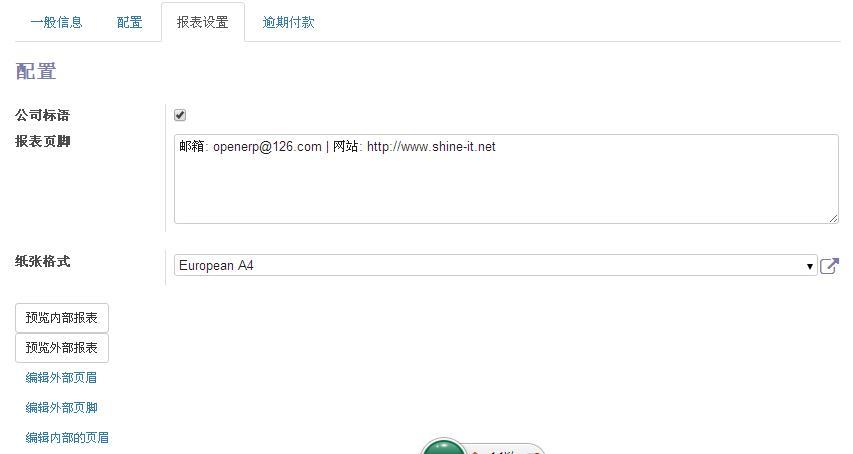 一般信息 配置 报表设置 逾期付款
配置
公司标语
报表页脚
邮箱: openerp@126.com | 网站: http://www.shine-it.net
纸张格式 European A4
预览内部报表
预览外部报表
编辑外部页眉
编辑外部页脚
编辑内部的页眉